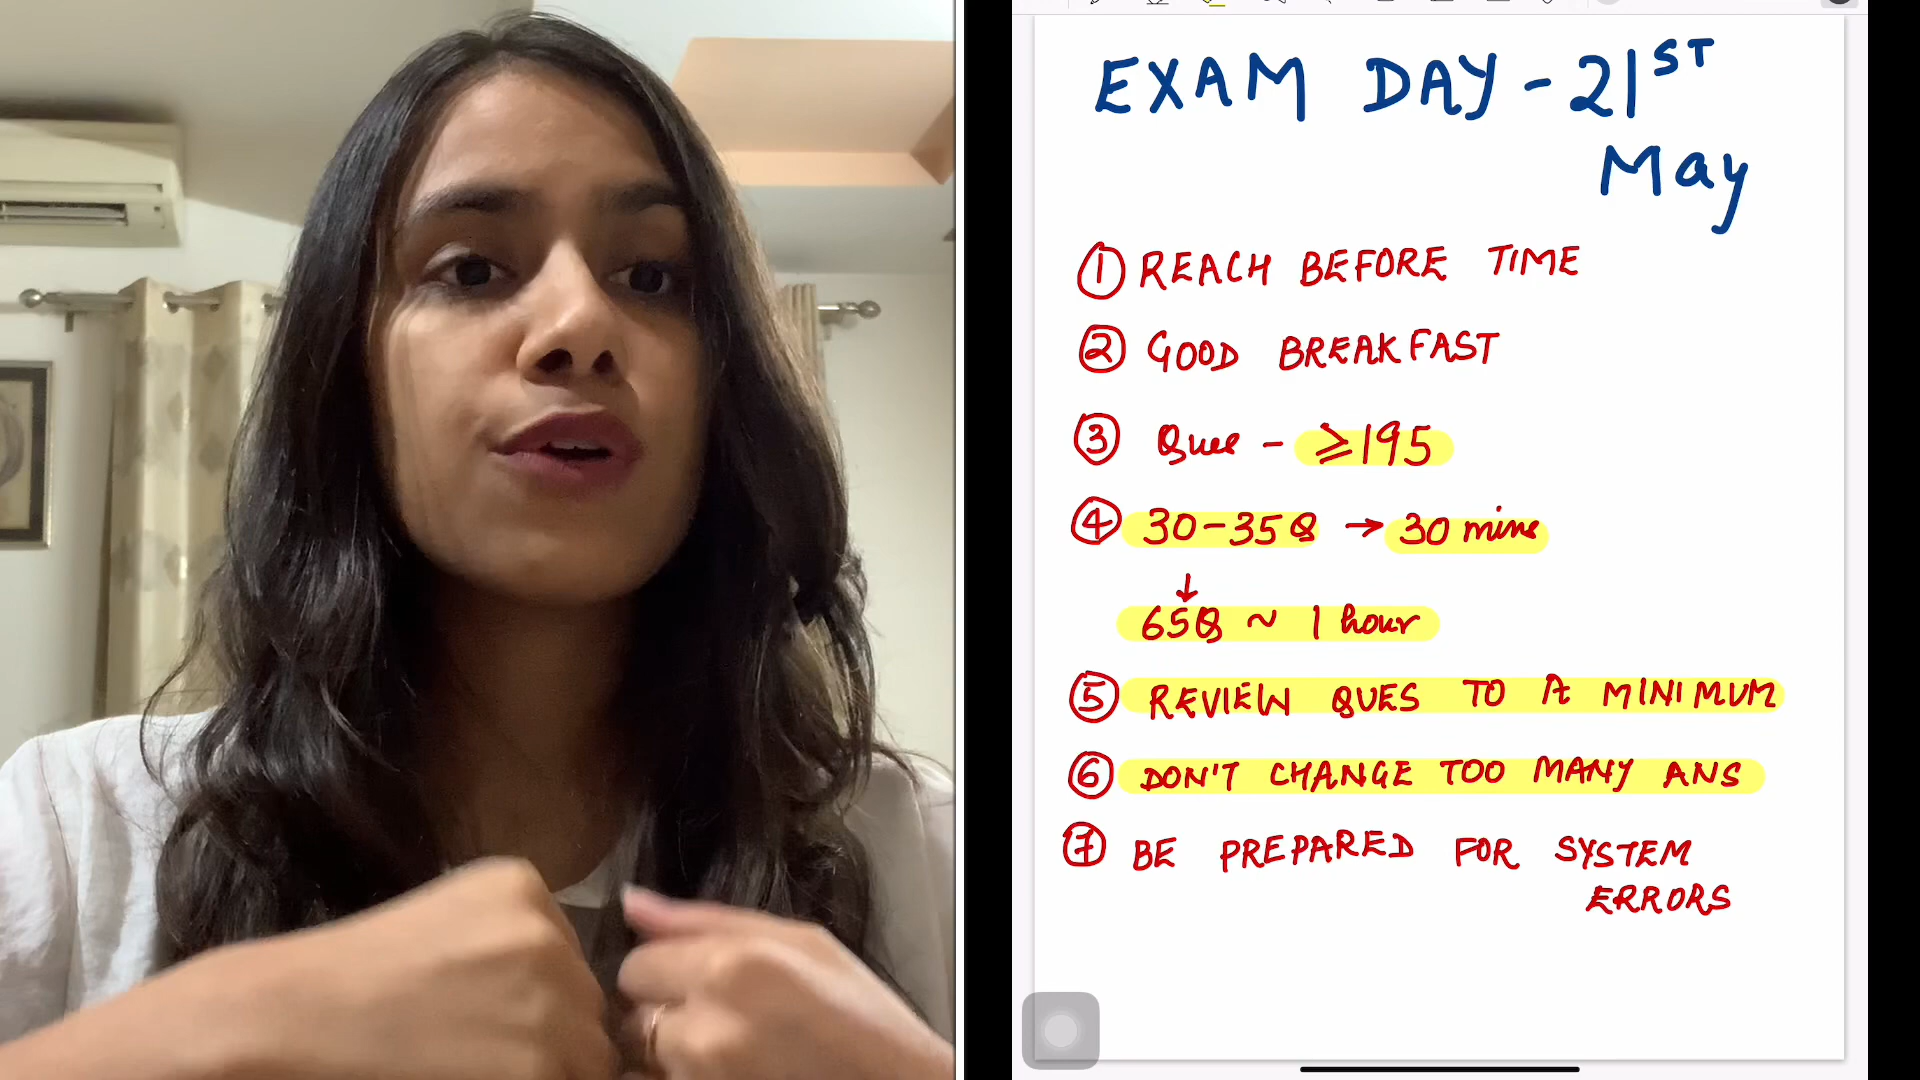 EXAM DAY - 21ST
May
① REACH BEFORE TIME
② GOOD BREAKFAST
③ Ques - ≥195
④ 30-35Q → 30 mins
↓
65Q ~ 1 hour
⑤ REVIEW QUES TO A MINIMUM
⑥ DON'T CHANGE TOO MANY ANS
⑦ BE PREPARED FOR SYSTEM
ERRORS